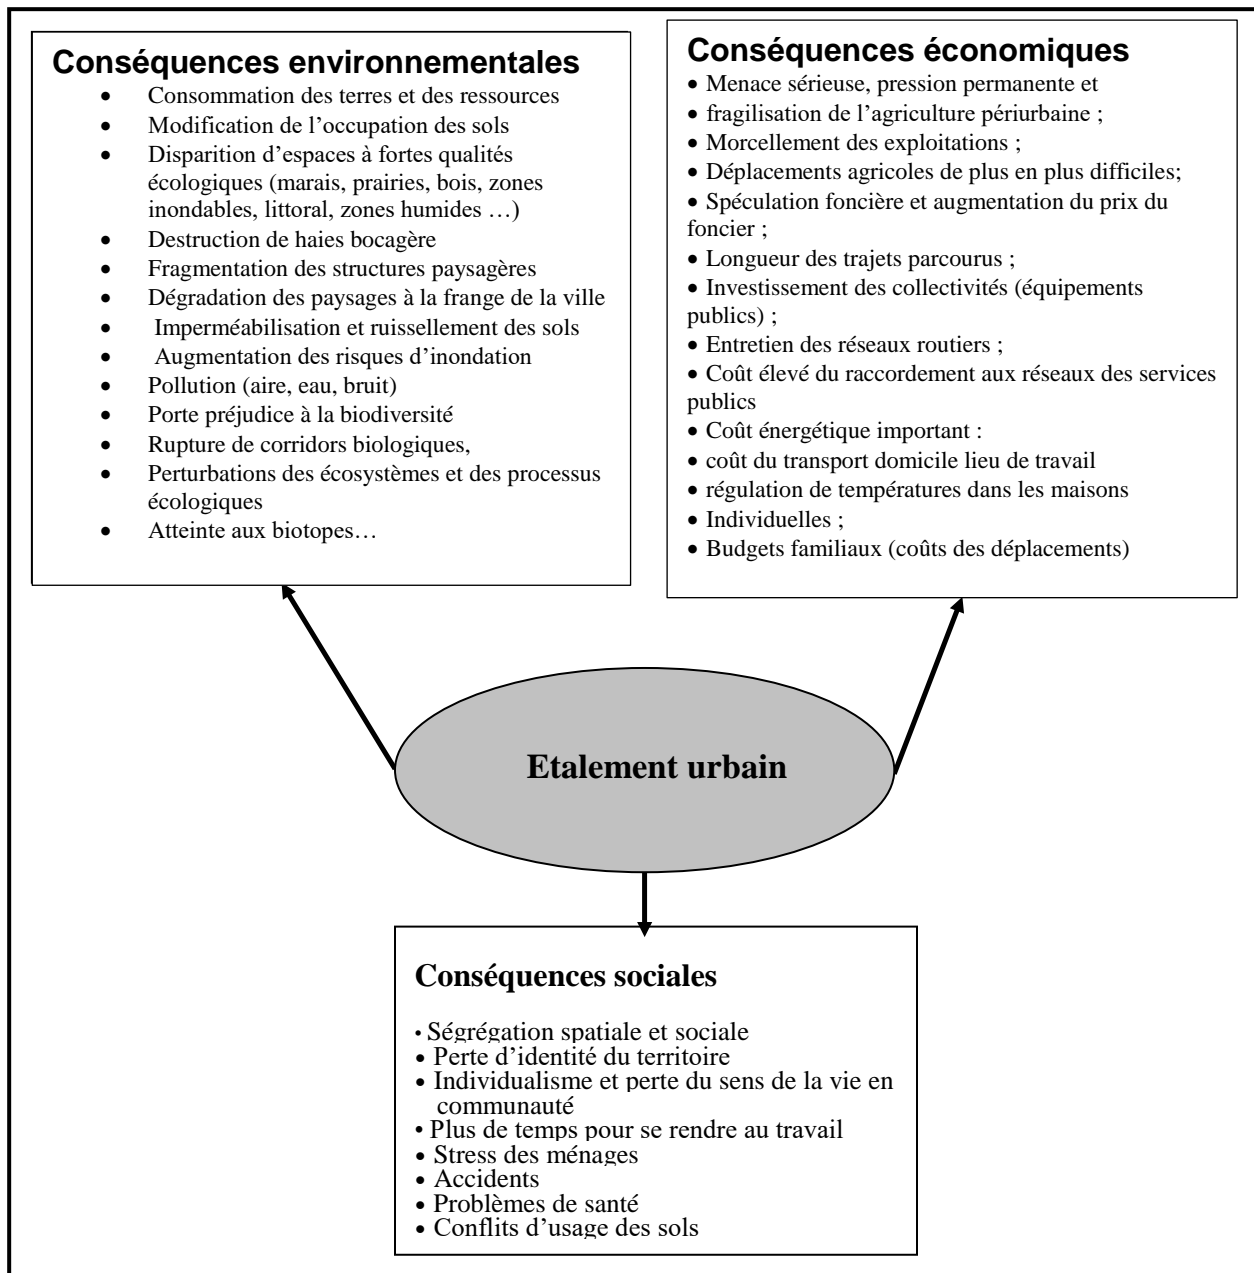 Conséquences environnementales
• Consommation des terres et des ressources
• Modification de l’occupation des sols
• Disparition d’espaces à fortes qualités
écologiques (marais, prairies, bois, zones
inondables, littoral, zones humides …)
• Destruction de haies bocagère
• Fragmentation des structures paysagères
• Dégradation des paysages à la frange de la ville
• Imperméabilisation et ruissellement des sols
• Augmentation des risques d’inondation
• Pollution (aire, eau, bruit)
• Porte préjudice à la biodiversité
• Rupture de corridors biologiques,
• Perturbations des écosystèmes et des processus
écologiques
• Atteinte aux biotopes…
Conséquences économiques
• Menace sérieuse, pression permanente et
• fragilisation de l’agriculture périurbaine ;
• Morcellement des exploitations ;
• Déplacements agricoles de plus en plus difficiles;
• Spéculation foncière et augmentation du prix du
foncier ;
• Longueur des trajets parcourus ;
• Investissement des collectivités (équipements
publics) ;
• Entretien des réseaux routiers ;
• Coût élevé du raccordement aux réseaux des services
publics
• Coût énergétique important :
• coût du transport domicile lieu de travail
• régulation de températures dans les maisons
• Individuelles ;
• Budgets familiaux (coûts des déplacements)
Etalement urbain
Conséquences sociales
• Ségrégation spatiale et sociale
• Perte d’identité du territoire
• Individualisme et perte du sens de la vie en
communauté
• Plus de temps pour se rendre au travail
• Stress des ménages
• Accidents
• Problèmes de santé
• Conflits d’usage des sols